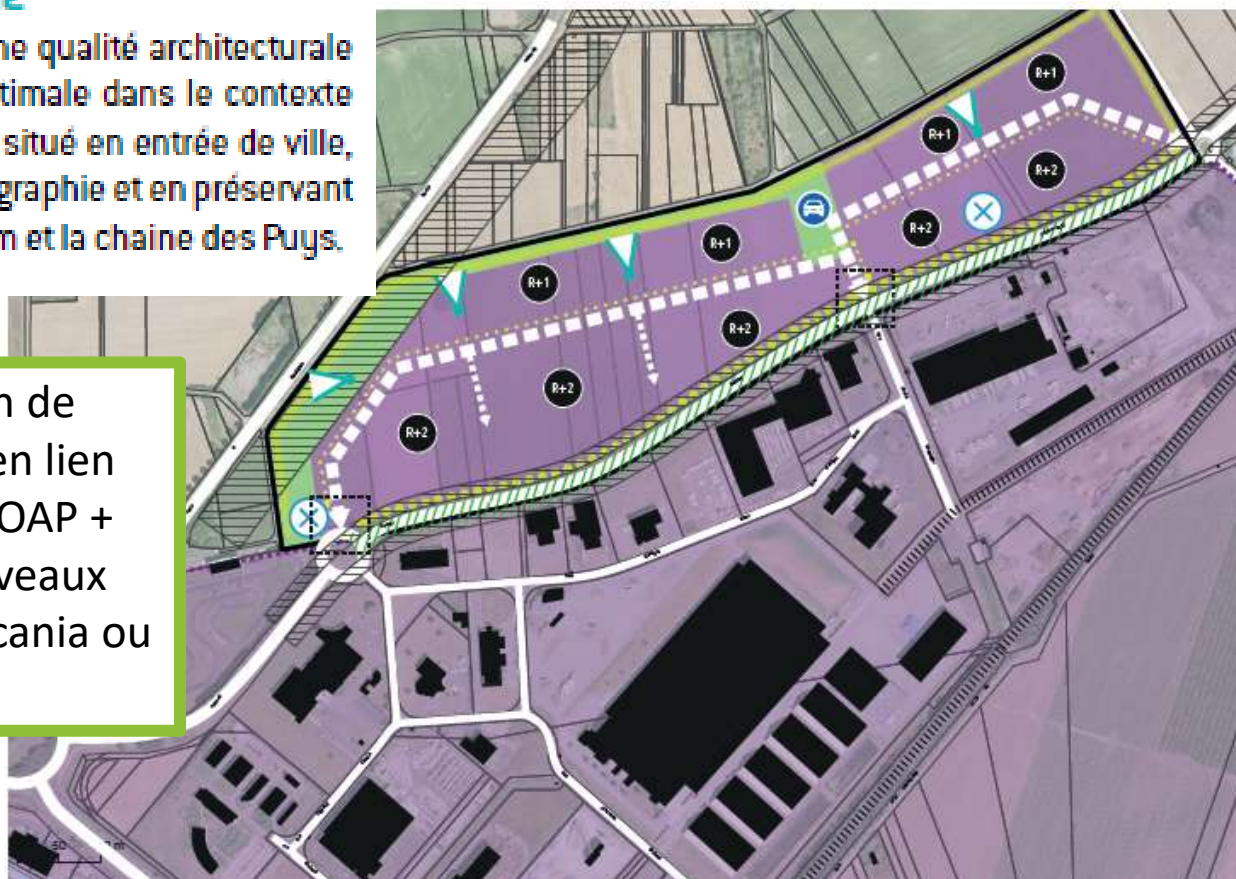 ne qualité architecturale
timale dans le contexte
situé en entrée de ville,
graphie et en préservant
m et la chaine des Puys.
n de
en lien
OAP +
veaux
cania ou
R+1
R+1
R+2
R+1
R+2
R+1
R+2
R+2
R+2
50
m